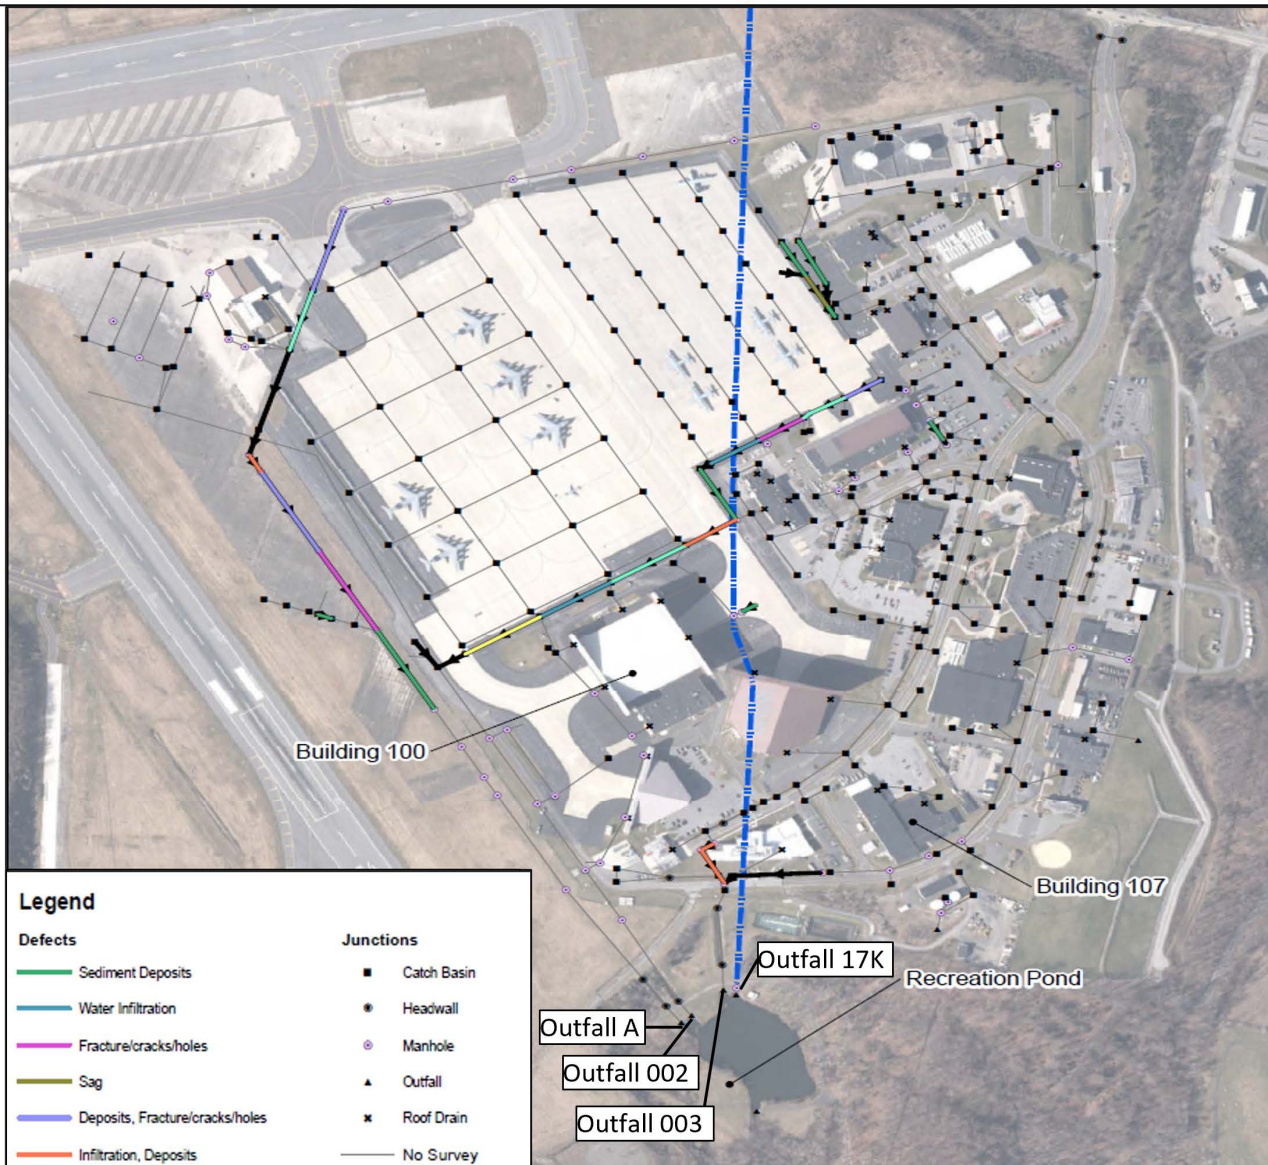 Building 100
Building 107
Outfall 17K
Recreation Pond
Outfall A
Outfall 002
Outfall 003
Legend
Defects
Junctions
Sediment Deposits
Catch Basin
Water Infiltration
Headwall
Fracture/cracks/holes
Manhole
Sag
Outfall
Deposits, Fracture/cracks/holes
Roof Drain
Infiltration, Deposits
No Survey